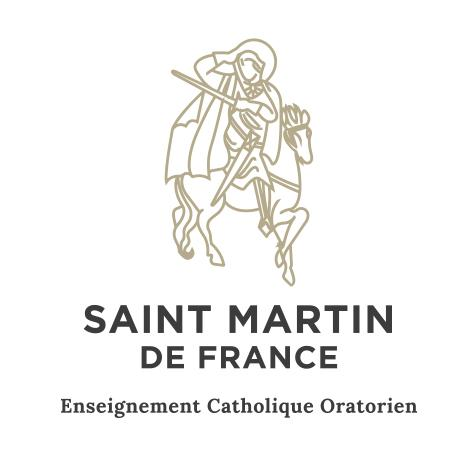 SAINT MARTIN
DE FRANCE
Enseignement Catholique Oratorien